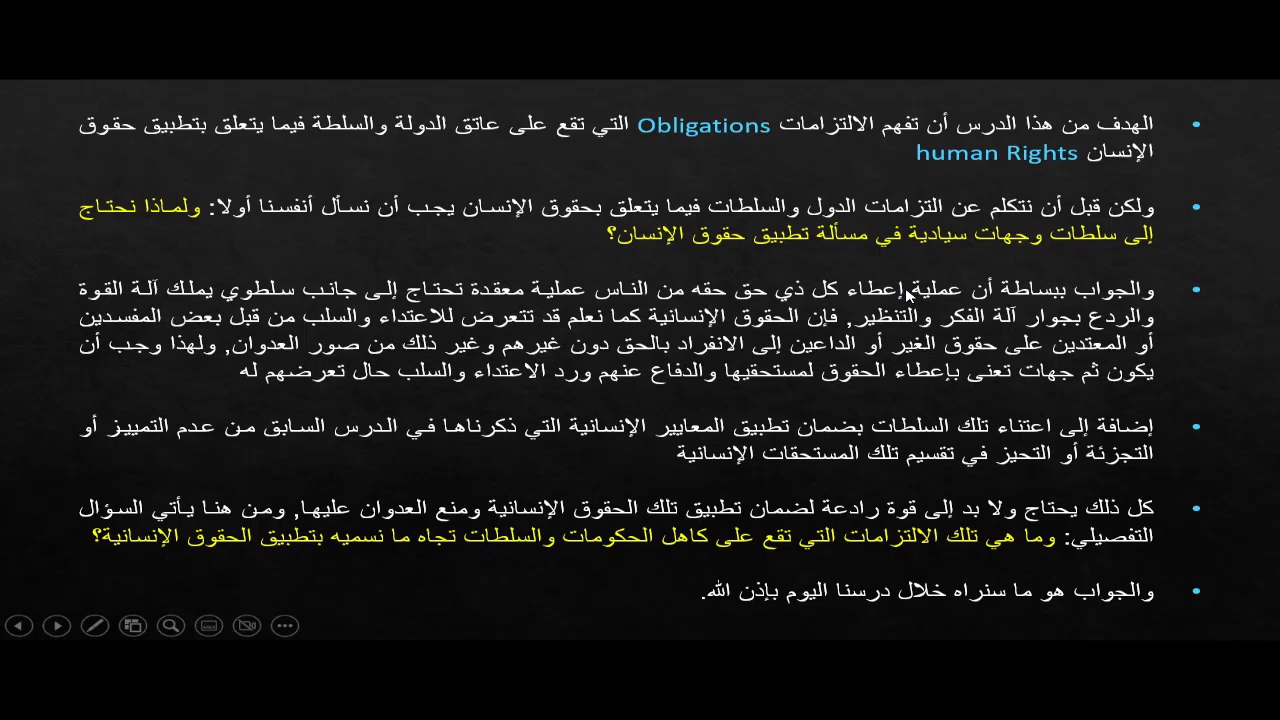 الهدف من هذا الدرس أن تفهم الالتزامات Obligations التي تقع على عاتق الدولة والسلطة فيما يتعلق بتطبيق حقوق
الإنسان human Rights
ولكن قبل أن نتكلم عن التزامات الدول والسلطات فيما يتعلق بحقوق الإنسان يجب أن نسأل أنفسنا أولا: ولماذا نحتاج
إلى سلطات وجهات سيادية في مسألة تطبيق حقوق الإنسان؟
والجواب ببساطة أن عملية إعطاء كل ذي حق حقه من الناس عملية معقدة تحتاج إلى جانب سلطوي يملك آلة القوة
والردع بجوار آلة الفكر والتنظير, فإن الحقوق الإنسانية كما نعلم قد تتعرض للاعتداء والسلب من قبل بعض المفسدين
أو المعتدين على حقوق الغير أو الداعين إلى الانفراد بالحق دون غيرهم وغير ذلك من صور العدوان, ولهذا وجب أن
يكون ثم جهات تعنى بإعطاء الحقوق لمستحقيها والدفاع عنهم ورد الاعتداء والسلب حال تعرضهم له
إضافة إلى اعتناء تلك السلطات بضمان تطبيق المعايير الإنسانية التي ذكرناها في الدرس السابق من عدم التمييز أو
التجزئة أو التحيز في تقسيم تلك المستحقات الإنسانية
كل ذلك يحتاج ولا بد إلى قوة رادعة لضمان تطبيق تلك الحقوق الإنسانية ومنع العدوان عليها, ومن هنا يأتي السؤال
التفصيلي: وما هي تلك الالتزامات التي تقع على كاهل الحكومات والسلطات تجاه ما نسميه بتطبيق الحقوق الإنسانية؟
والجواب هو ما سنراه خلال درسنا اليوم بإذن الله.